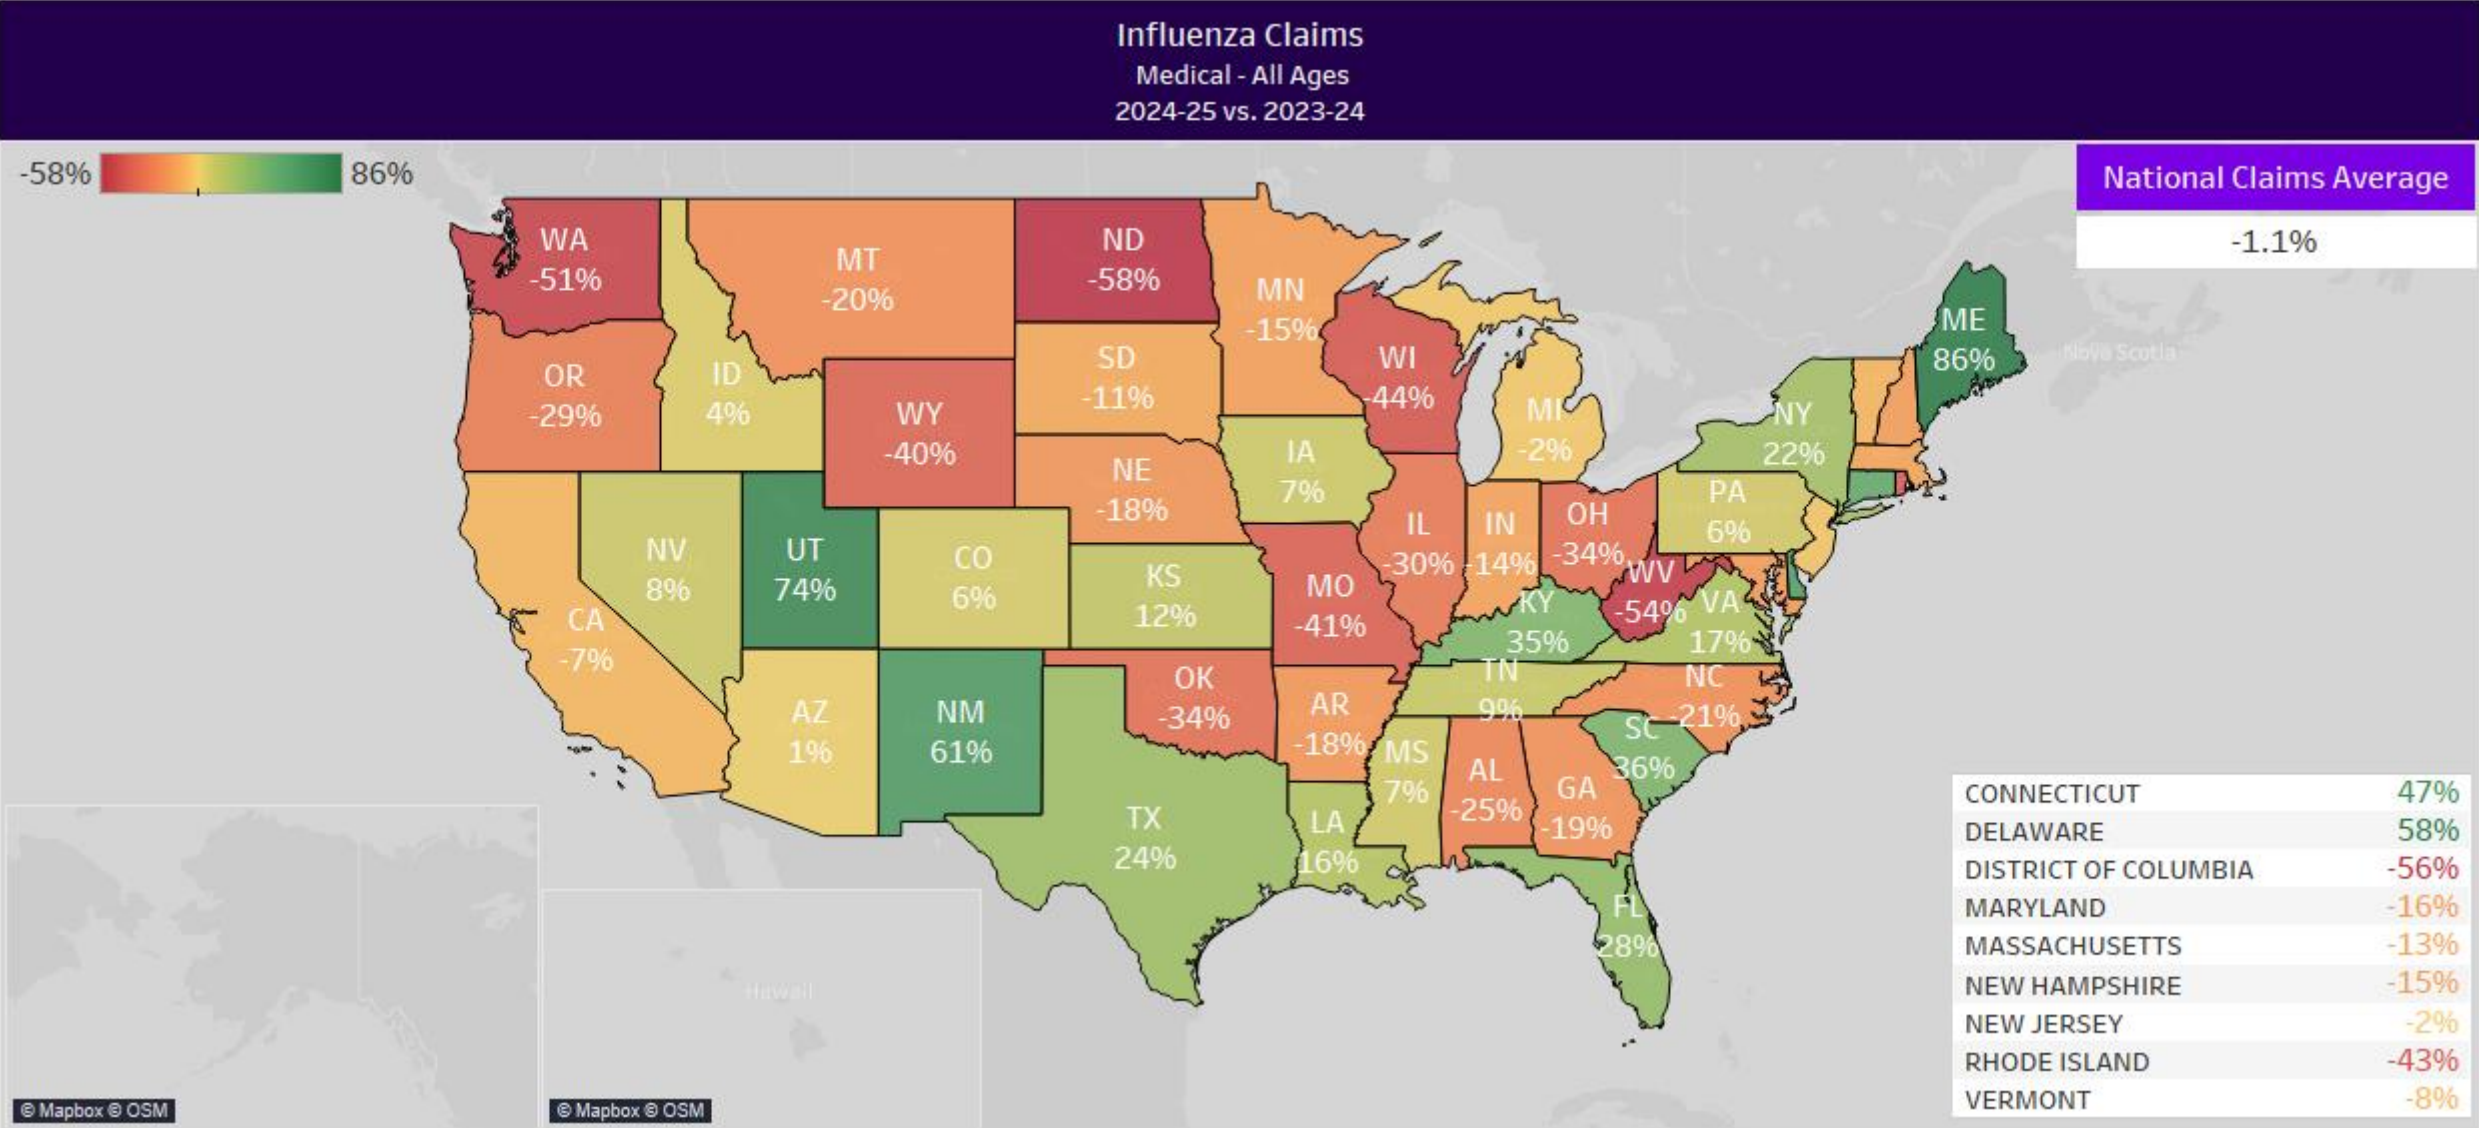 Influenza Claims
Medical - All Ages
2024-25 vs. 2023-24
-58% 86%
National Claims Average
-1.1%
WA
-51%
MT
-20%
ND
-58%
MN
-15%
ME
86%
Nova Scotia
OR
-29%
ID
4%
WY
-40%
SD
-11%
WI
-44%
MI
-2%
NY
22%
NE
-18%
IA
7%
PA
6%
NV
8%
UT
74%
CO
6%
KS
12%
MO
-41%
IL
-30%
IN
-14%
OH
-34%
WV
-54%
VA
17%
KY
35%
CA
-7%
AZ
1%
NM
61%
OK
-34%
AR
-18%
TN
9%
NC
-21%
SC
36%
MS
7%
AL
-25%
GA
-19%
TX
24%
LA
16%
FL
28%
Hawaii
CONNECTICUT 47%
DELAWARE 58%
DISTRICT OF COLUMBIA -56%
MARYLAND -16%
MASSACHUSETTS -13%
NEW HAMPSHIRE -15%
NEW JERSEY -2%
RHODE ISLAND -43%
VERMONT -8%
© Mapbox © OSM
© Mapbox © OSM